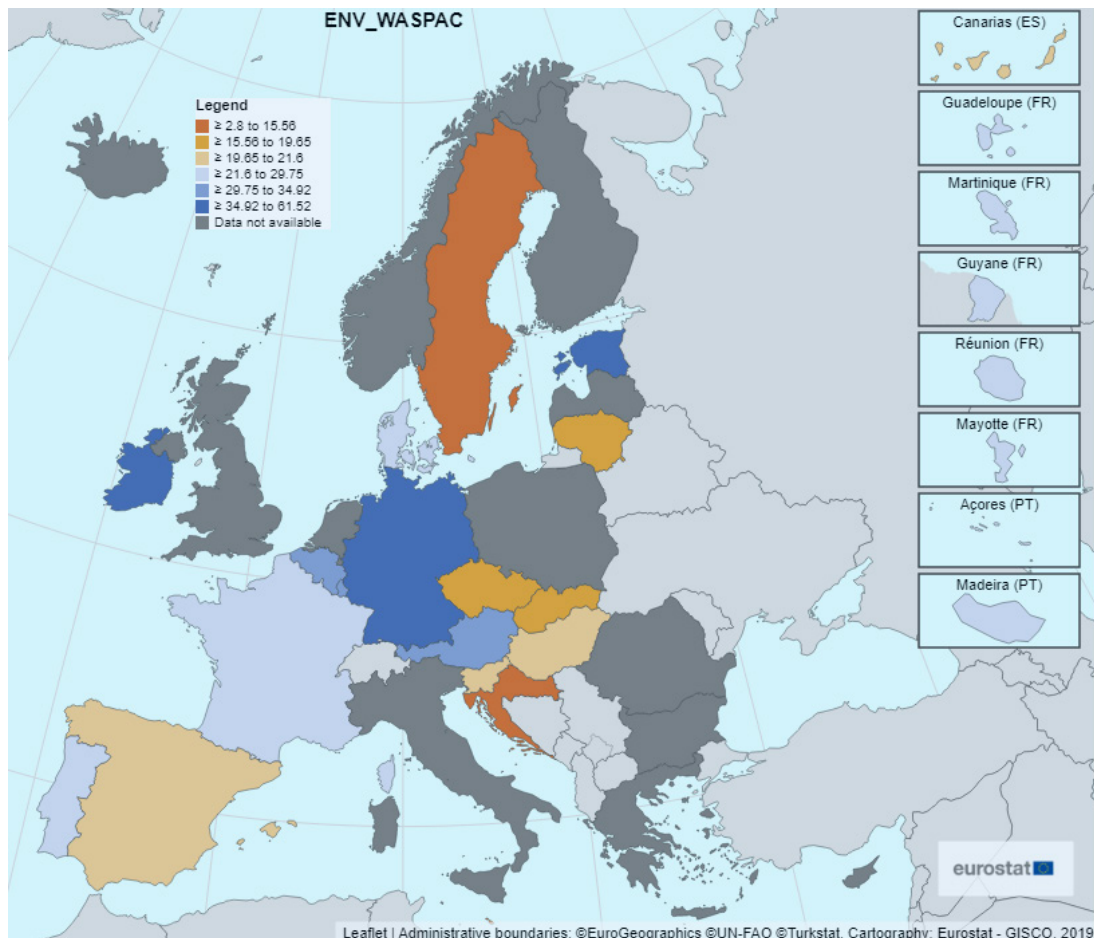 ENV_WASPAC
Legend
≥ 2.8 to 15.56
≥ 15.56 to 19.65
≥ 19.65 to 21.6
≥ 21.6 to 29.75
≥ 29.75 to 34.92
≥ 34.92 to 61.52
Data not available
Canarias (ES)
Guadeloupe (FR)
Martinique (FR)
Guyane (FR)
Réunion (FR)
Mayotte (FR)
Açores (PT)
Madeira (PT)
eurostat
Leaflet | Administrative boundaries: ©EuroGeographics ©UN-FAO ©Turkstat, Cartography: Eurostat - GISCO, 2019